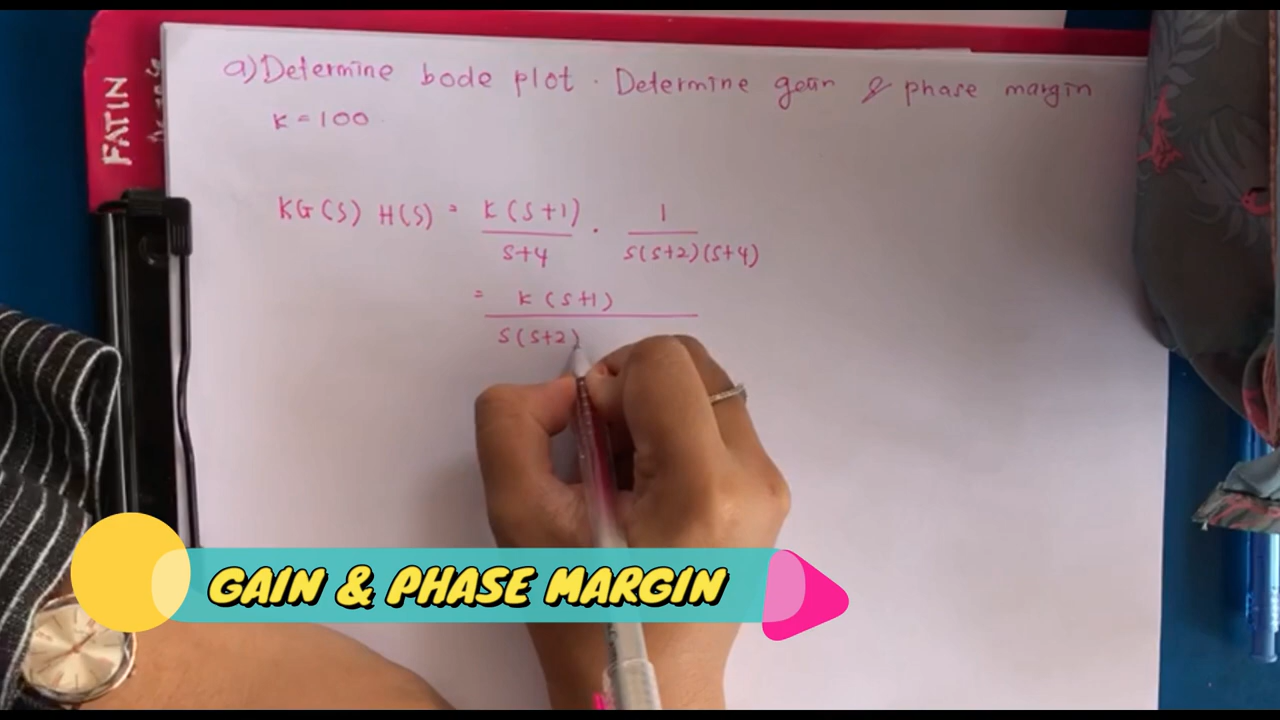 a) Determine bode plot. Determine gain & phase margin
K = 100
KG(S) H(S) = K(S+1) / S+4 . 1 / S(S+2)(S+4)
= K(S+1) / S(S+2)
FATIN
GAIN & PHASE MARGIN